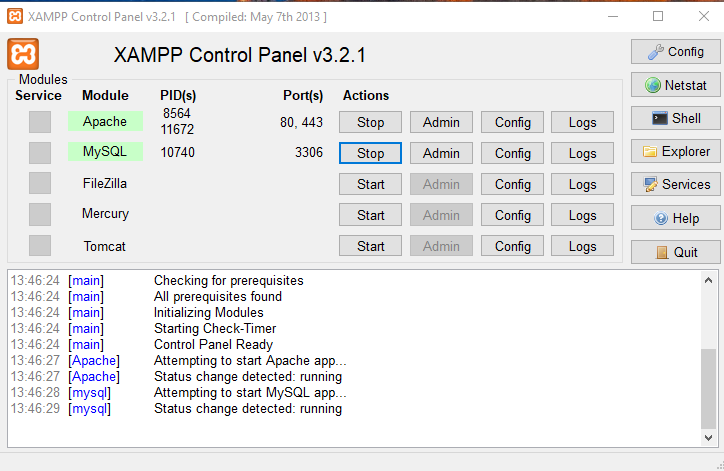 XAMPP Control Panel v3.2.1 [ Compiled: May 7th 2013 ]
XAMPP Control Panel v3.2.1
Config
Modules
Service Module PID(s) Port(s) Actions
Netstat
Apache 8564 11672 80, 443 Stop Admin Config Logs
Shell
MySQL 10740 3306 Stop Admin Config Logs
Explorer
FileZilla Start Admin Config Logs
Services
Mercury Start Admin Config Logs
Help
Tomcat Start Admin Config Logs
Quit
13:46:24 [main] Checking for prerequisites
13:46:24 [main] All prerequisites found
13:46:24 [main] Initializing Modules
13:46:24 [main] Starting Check-Timer
13:46:24 [main] Control Panel Ready
13:46:27 [Apache] Attempting to start Apache app...
13:46:27 [Apache] Status change detected: running
13:46:28 [mysql] Attempting to start MySQL app...
13:46:29 [mysql] Status change detected: running